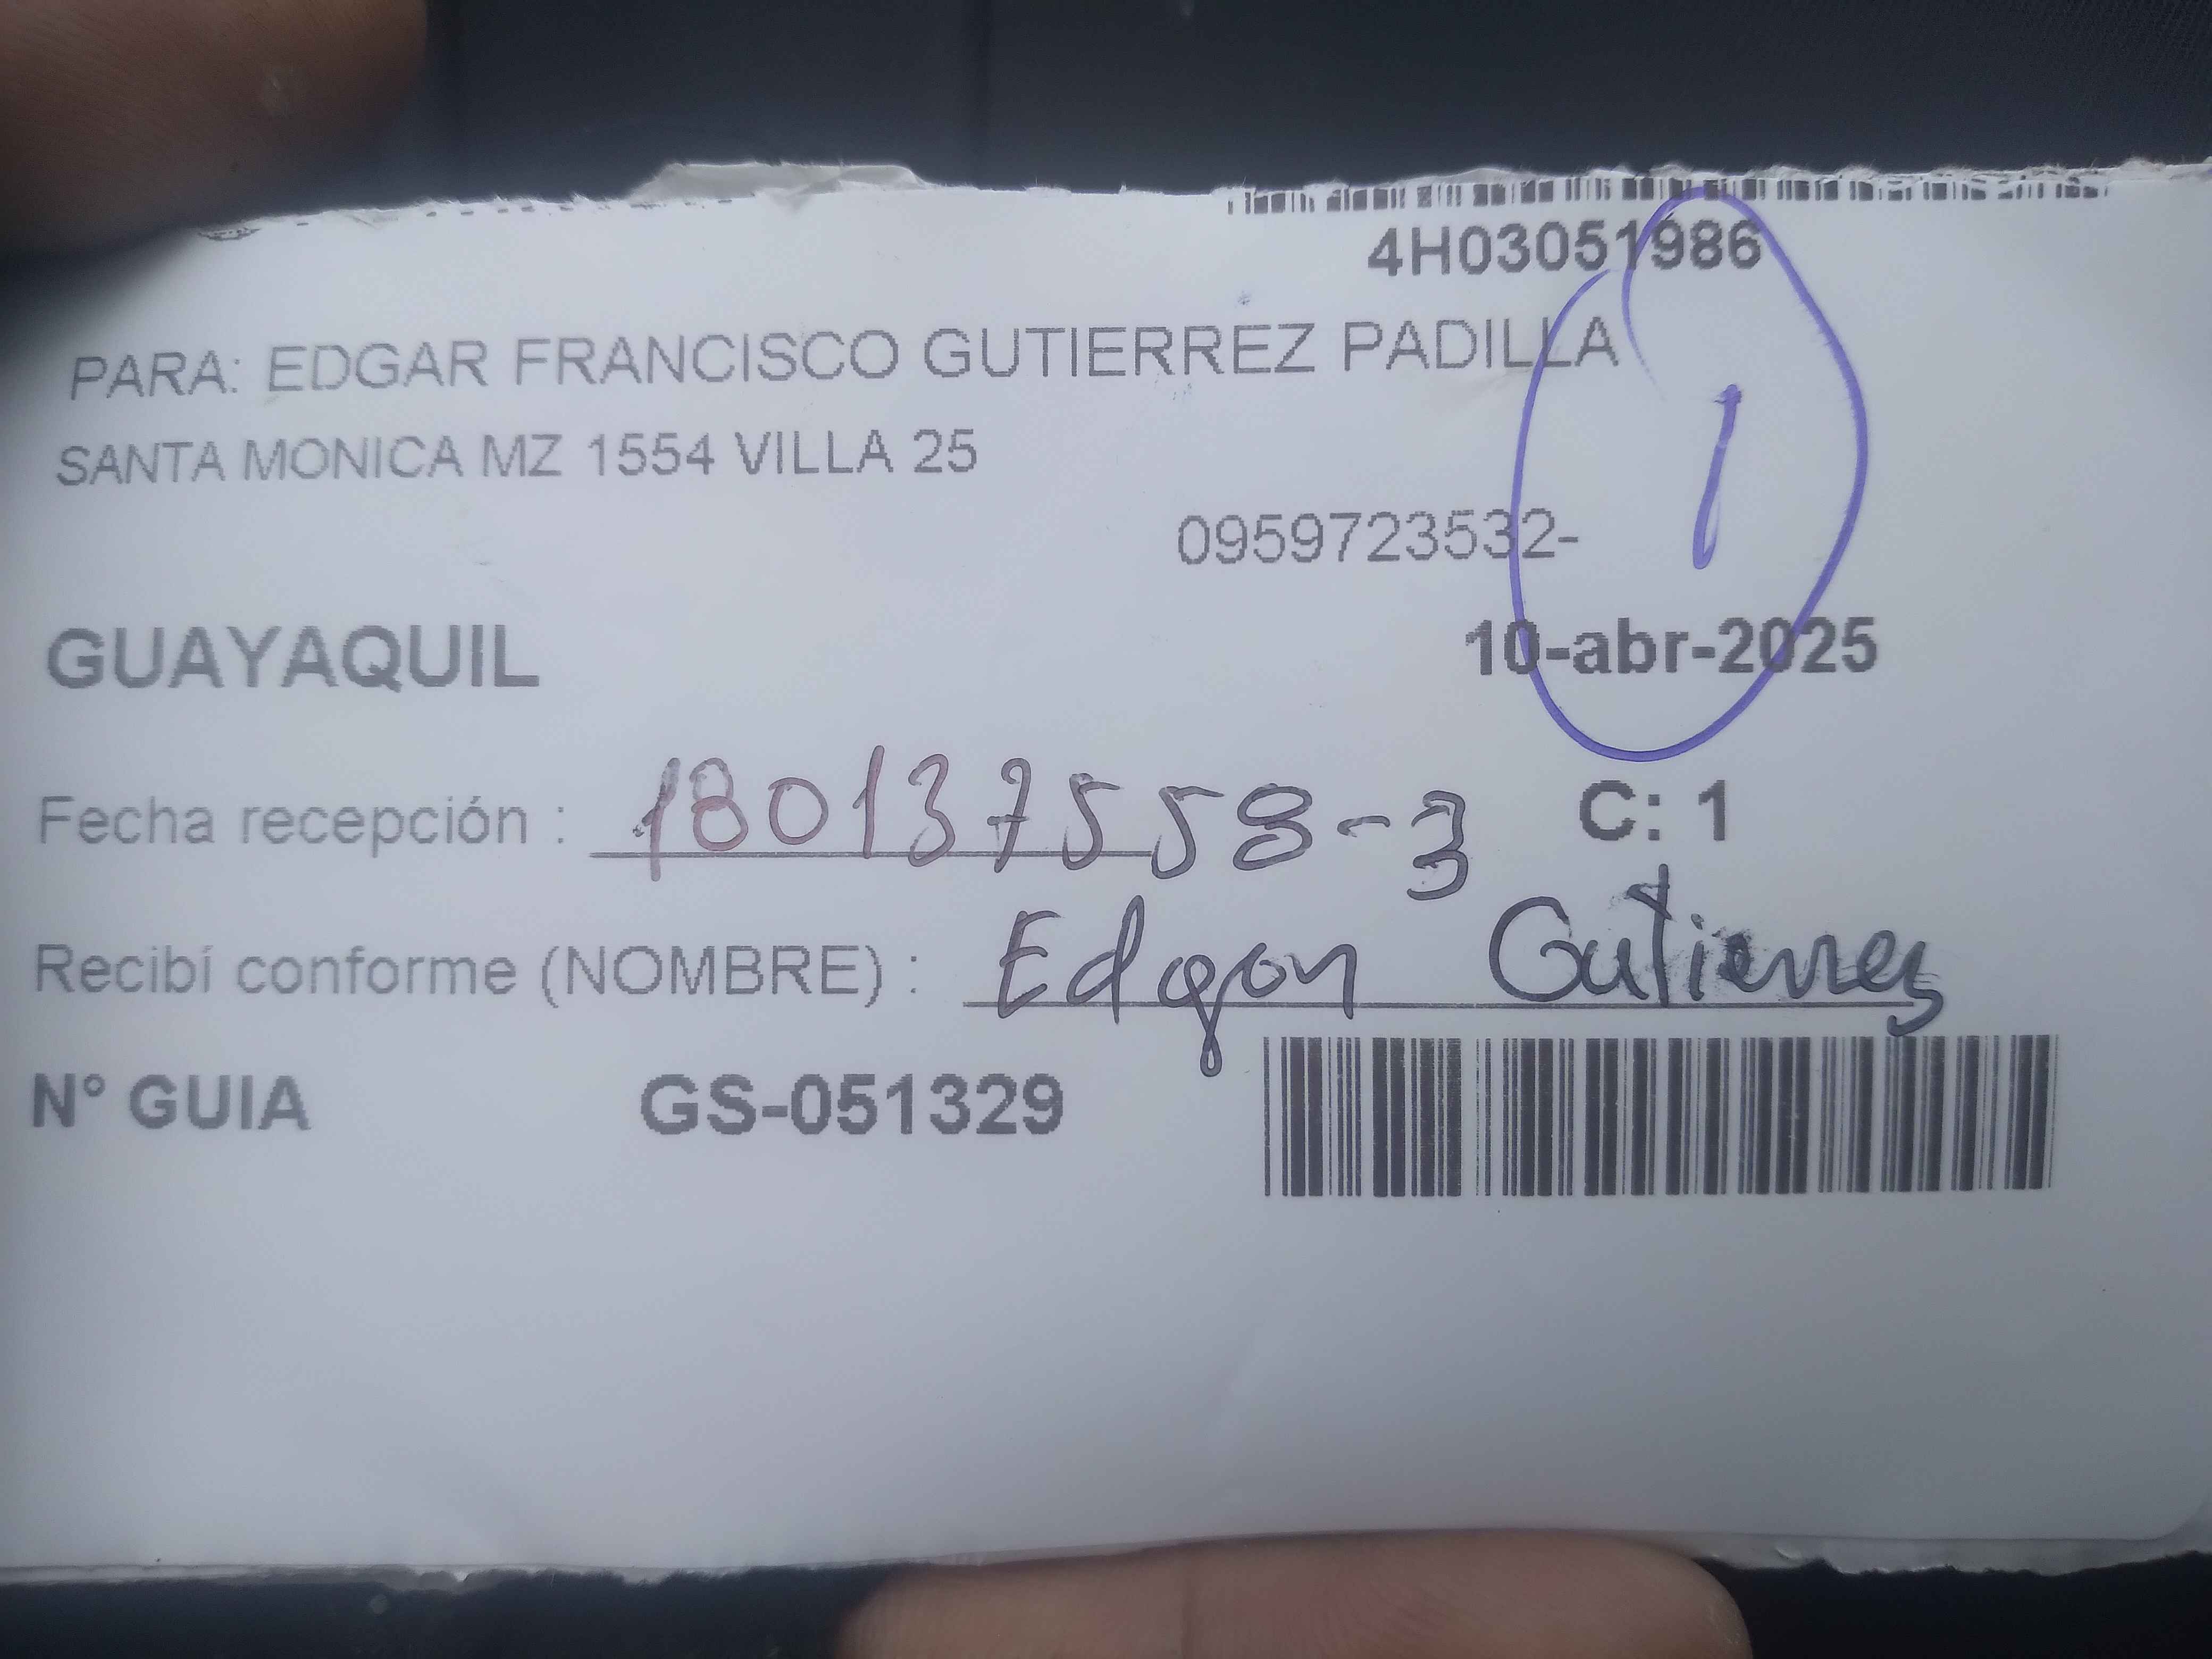 4H03051986
PARA: EDGAR FRANCISCO GUTIERREZ PADILLA
SANTA MONICA MZ 1554 VILLA 25
1
0959723532-
GUAYAQUIL 10-abr-2025
Fecha recepción : 180137558-3 C: 1
Recibí conforme (NOMBRE) : Edgar Gutierrez
N° GUIA GS-051329